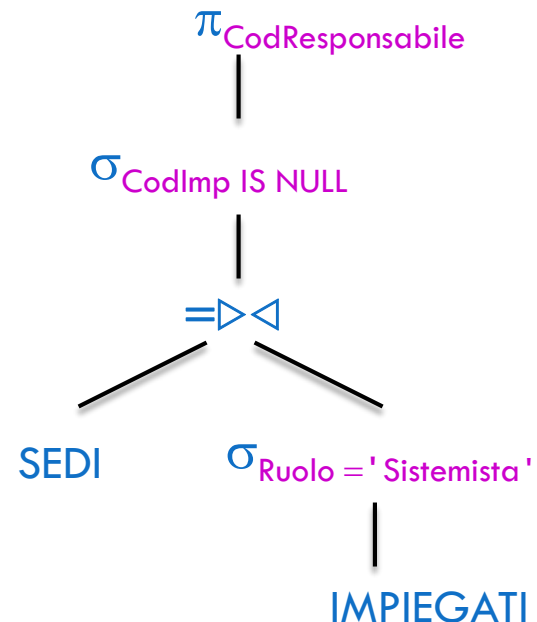 πCodResponsabile
σCodImp IS NULL
=▷◁
SEDI
σRuolo = 'Sistemista'
IMPIEGATI